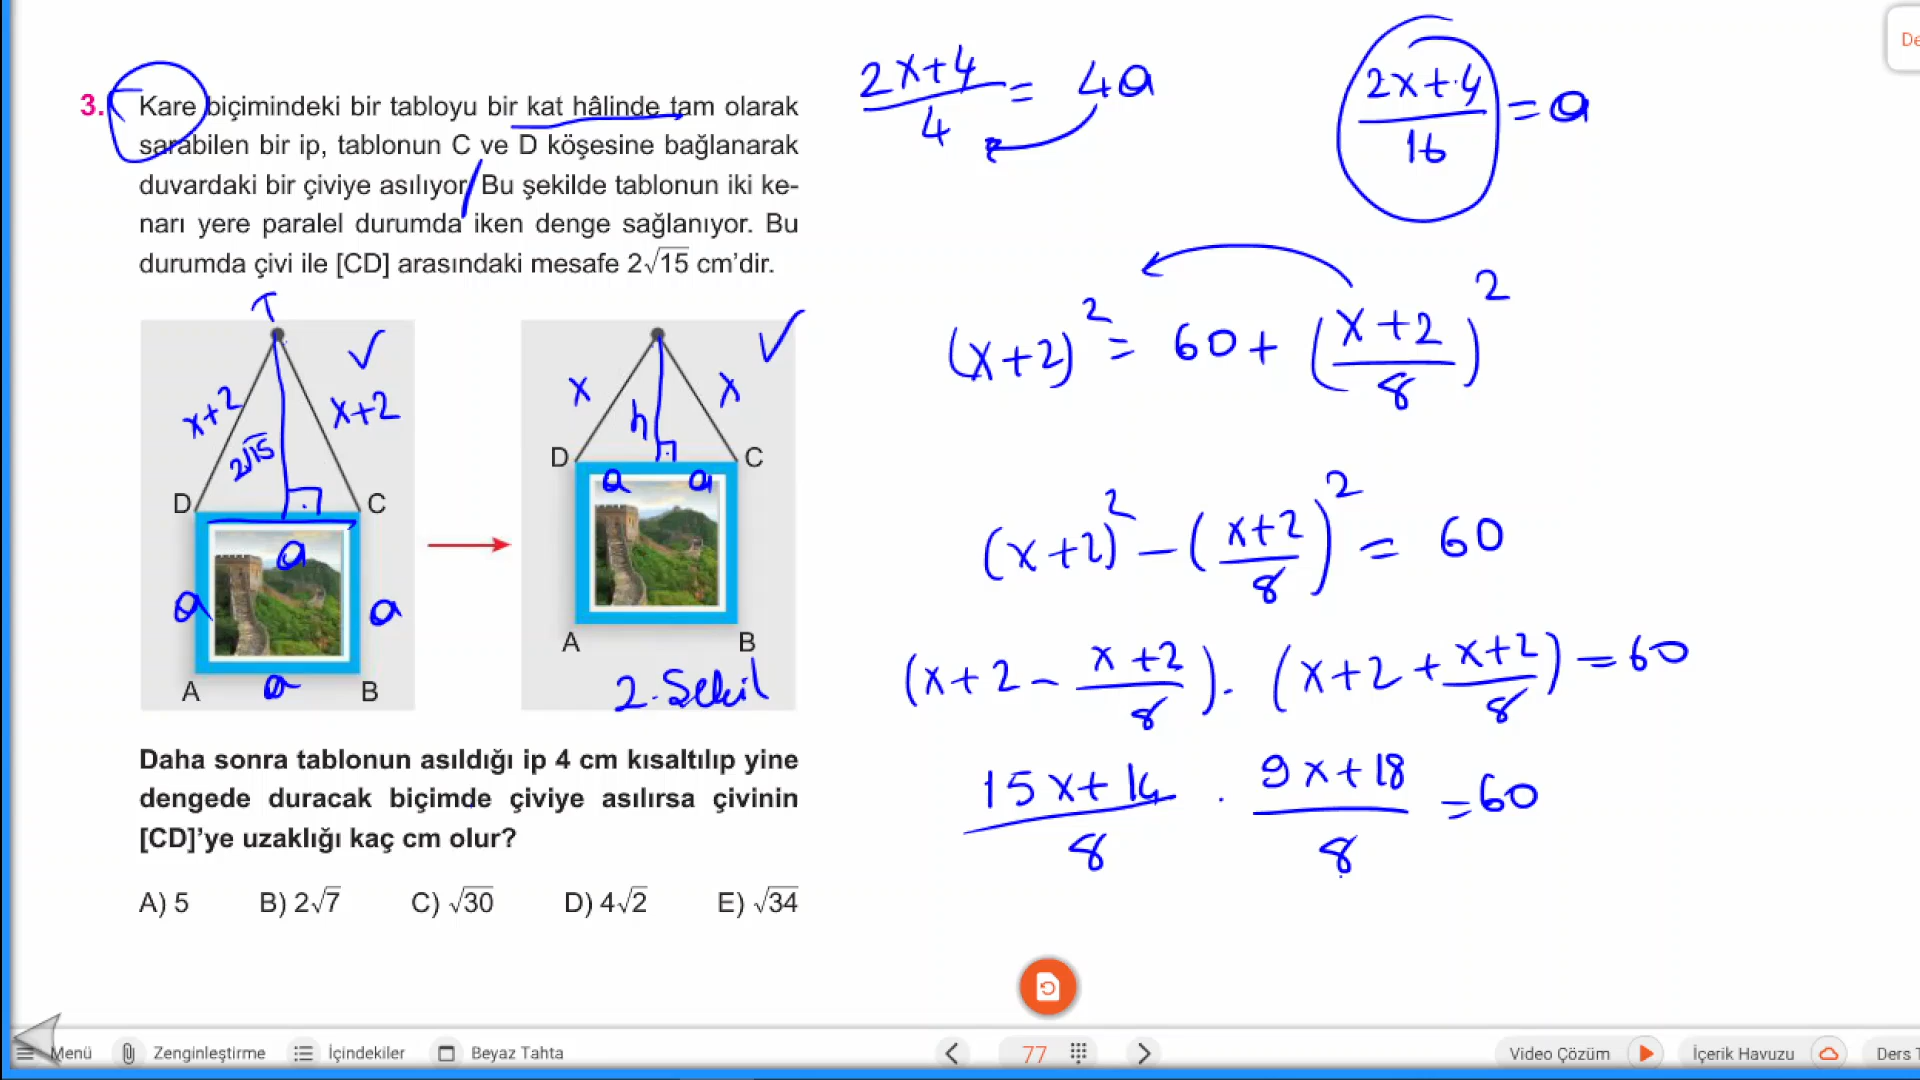 3. Kare biçimindeki bir tabloyu bir kat hâlinde tam olarak
sarabilen bir ip, tablonun C ve D köşesine bağlanarak
duvardaki bir çiviye asılıyor. Bu şekilde tablonun iki ke-
narı yere paralel durumda iken denge sağlanıyor. Bu
durumda çivi ile [CD] arasındaki mesafe 2√15 cm’dir.
T
x+2
x+2
2√15
D
C
a
a
a
A
a
B
x
x
h
D
C
a
a
A
B
2.Şekil
Daha sonra tablonun asıldığı ip 4 cm kısaltılıp yine
dengede duracak biçimde çiviye asılırsa çivinin
[CD]’ye uzaklığı kaç cm olur?
A) 5 B) 2√7 C) √30 D) 4√2 E) √34
(2x+4)/4 = 4a
(2x+4)/16 = a
(x+2)² = 60 + ((x+2)/8)²
(x+2)² − ((x+2)/8)² = 60
(x+2 − (x+2)/8) . (x+2 + (x+2)/8) = 60
(15x+14)/8 . (9x+18)/8 = 60
De
Menü Zenginleştirme İçindekiler Beyaz Tahta 77 Video Çözüm İçerik Havuzu Ders T